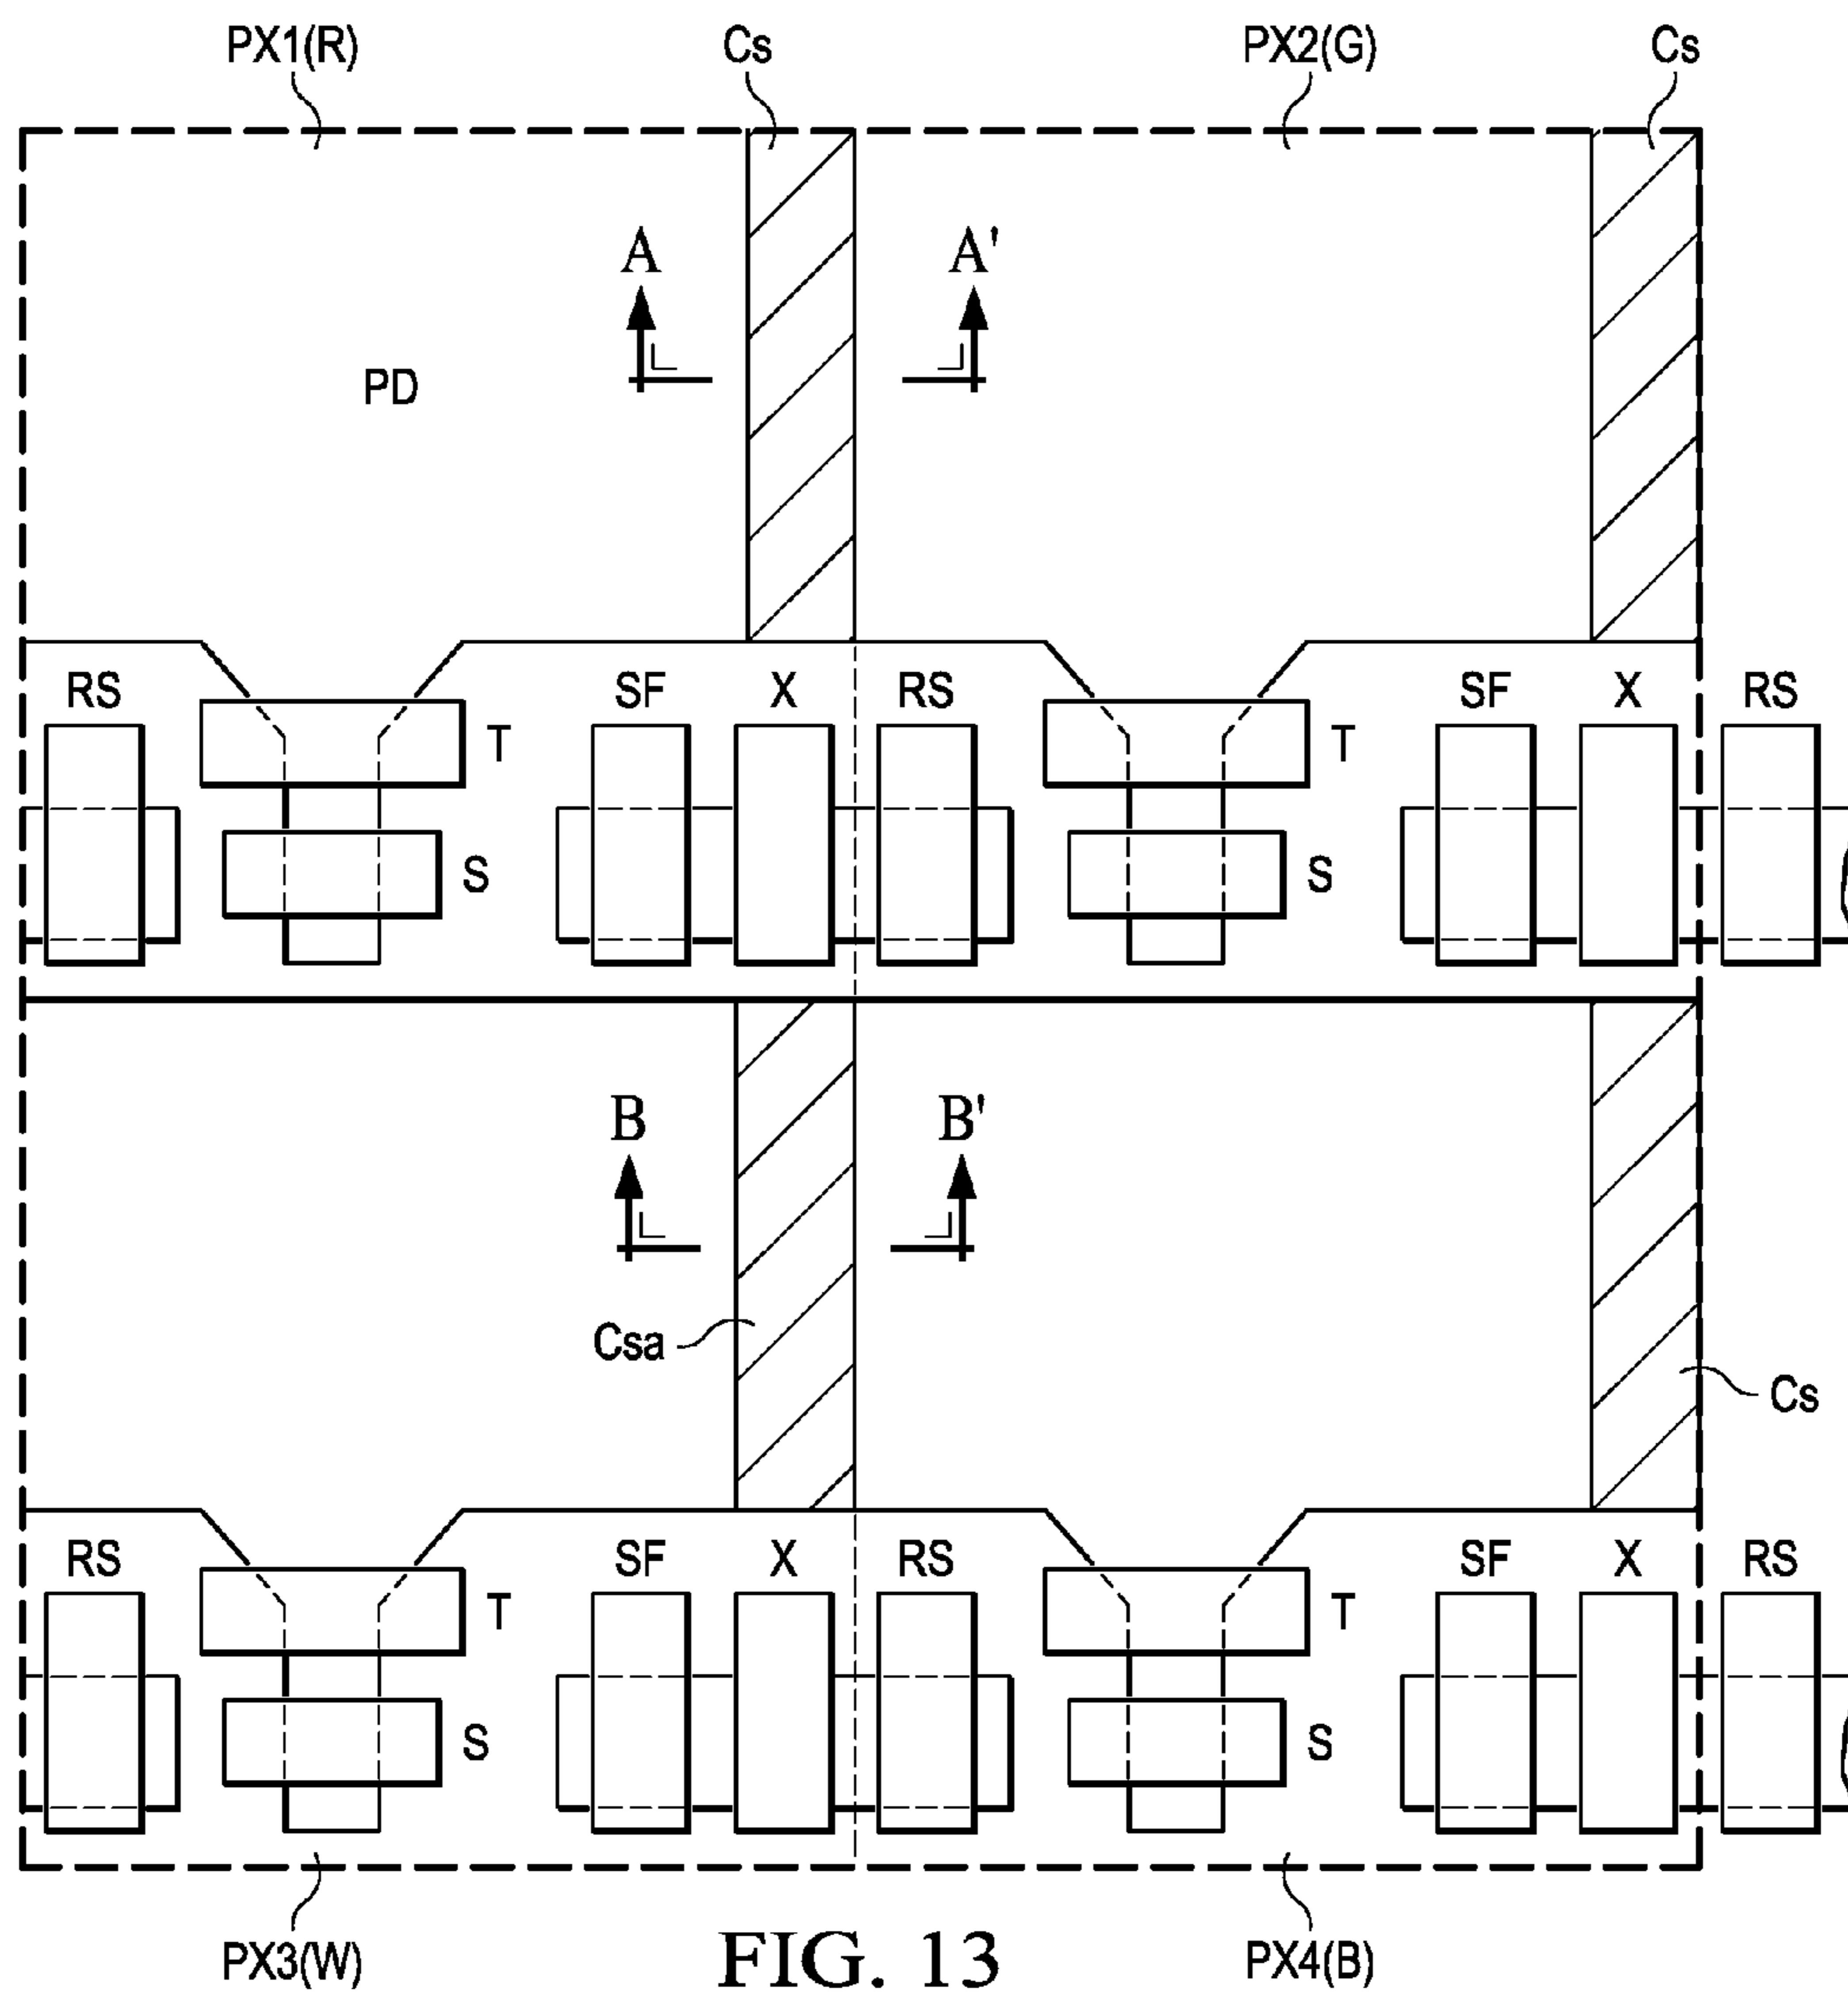 PX1(R) Cs PX2(G) Cs
A A'
PD
RS SF X RS SF X RS
T T
S S
B B'
Csa
Cs
RS SF X RS SF X RS
T T
S S
PX3(W) PX4(B)
FIG. 13